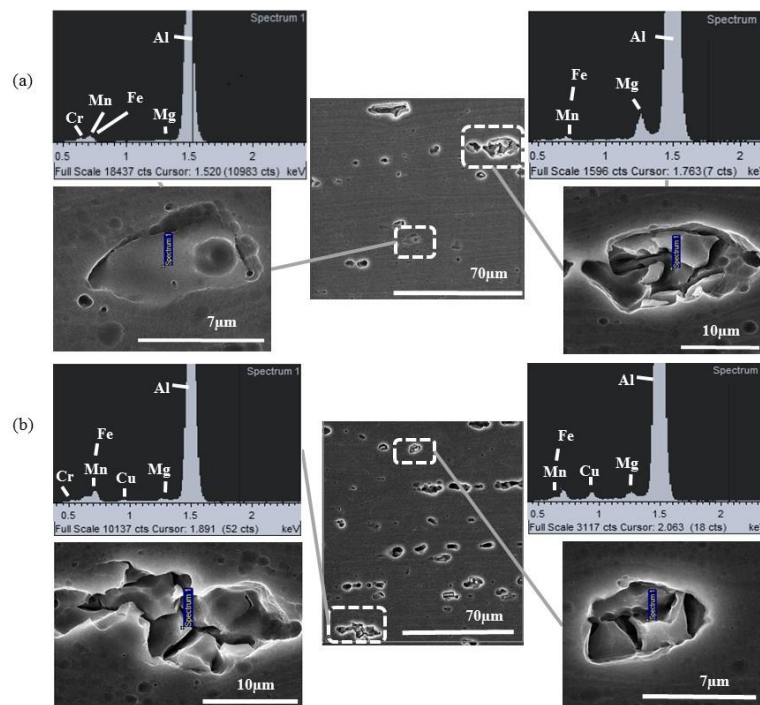 (a)
Spectrum 1
Al
Cr
Mn
Fe
Mg
0.5 1 1.5 2
Full Scale 18437 cts Cursor: 1.520 (10983 cts) keV
Spectrum 1
7μm
70μm
Spectrum
Al
Fe
Mn
Mg
0.5 1 1.5 2
Full Scale 1596 cts Cursor: 1.763 (7 cts) keV
Spectrum 1
10μm
(b)
Spectrum 1
Al
Fe
Cr
Mn
Cu
Mg
0.5 1 1.5 2
Full Scale 10137 cts Cursor: 1.891 (52 cts) keV
Spectrum 1
10μm
70μm
Spectrum
Al
Fe
Mn
Cu
Mg
0.5 1 1.5 2
Full Scale 3117 cts Cursor: 2.063 (18 cts) keV
Spectrum 1
7μm